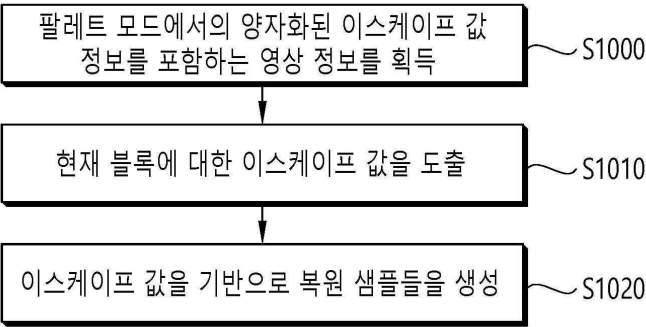 팔레트 모드에서의 양자화된 이스케이프 값
정보를 포함하는 영상 정보를 획득
S1000
현재 블록에 대한 이스케이프 값을 도출
S1010
이스케이프 값을 기반으로 복원 샘플들을 생성
S1020